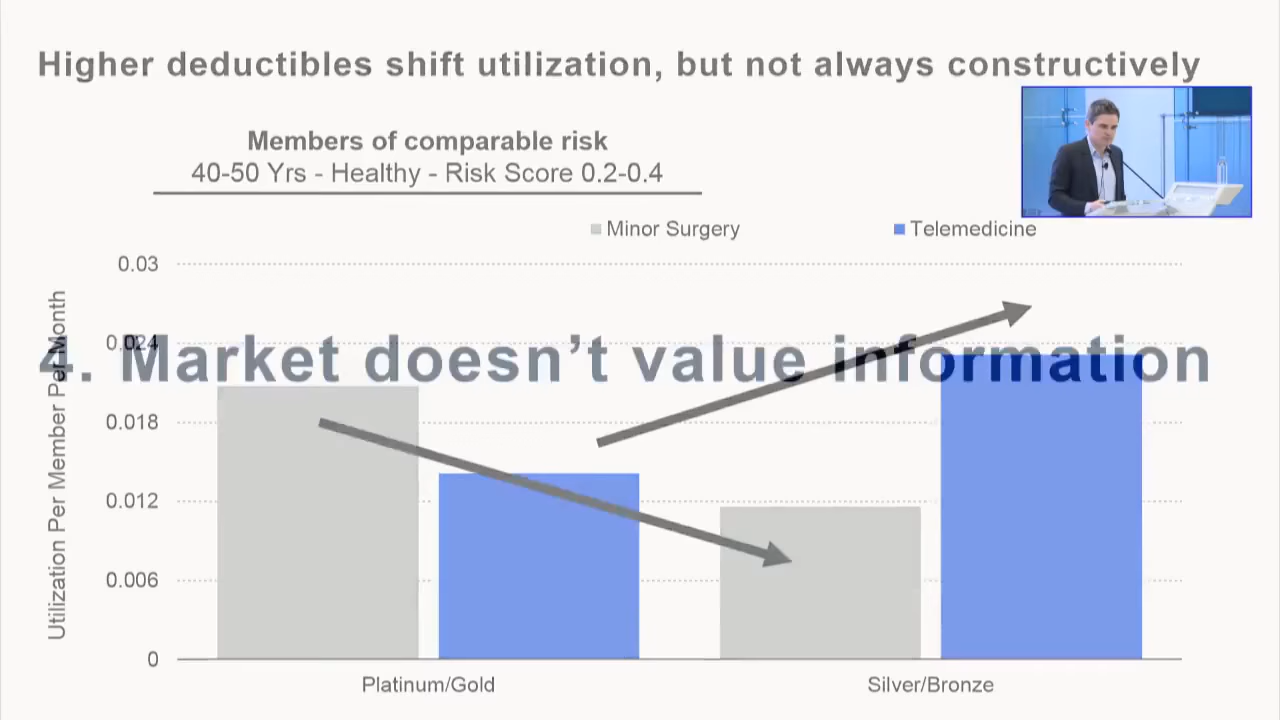 Higher deductibles shift utilization, but not always constructively
Members of comparable risk
40-50 Yrs - Healthy - Risk Score 0.2-0.4
Minor Surgery
Telemedicine
Utilization Per Member Per Month
0.03
0.024
4. Market doesn’t value information
0.018
0.012
0.006
0
Platinum/Gold
Silver/Bronze